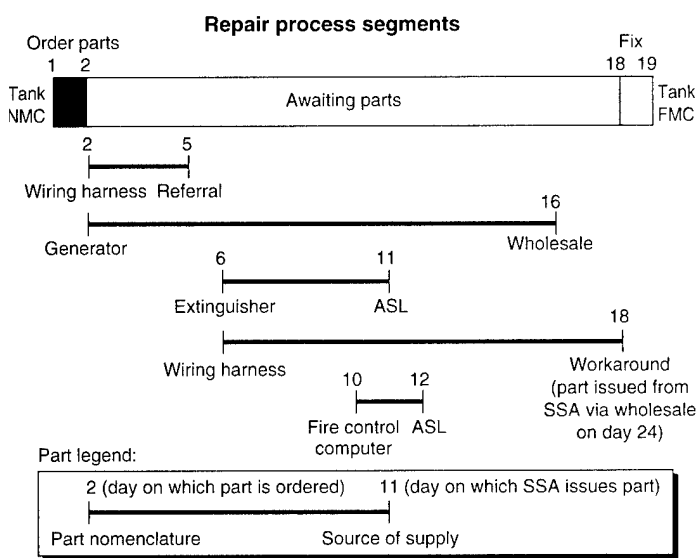 Repair process segments
Order parts
Fix
1 2 18 19
Tank
NMC
Awaiting parts
Tank
FMC
2 5
Wiring harness Referral
16
Generator
Wholesale
6 11
Extinguisher ASL
18
Wiring harness
Workaround
(part issued from
SSA via wholesale
on day 24)
10 12
Fire control
computer
ASL
Part legend:
2 (day on which part is ordered) 11 (day on which SSA issues part)
Part nomenclature Source of supply